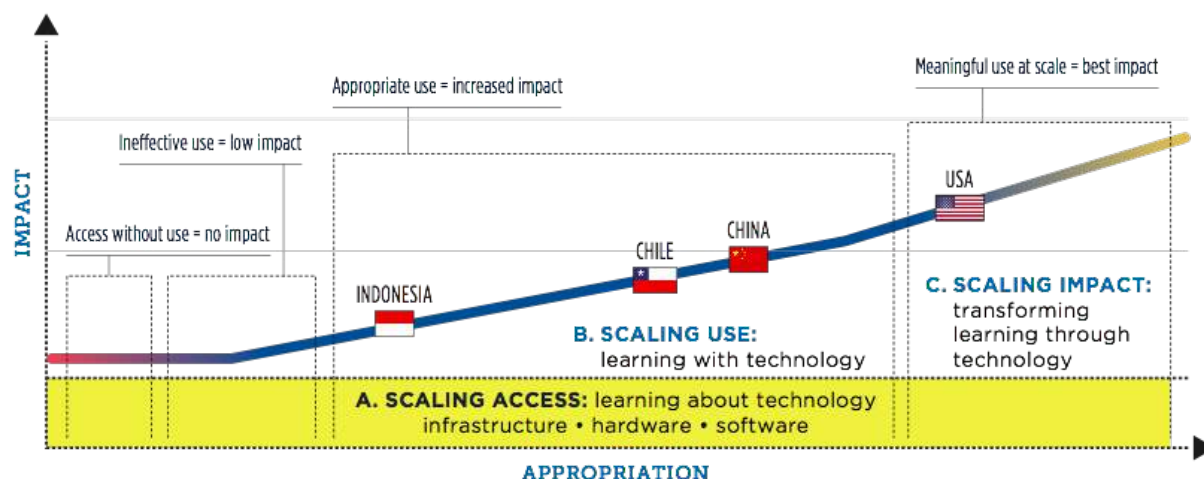 Meaningful use at scale = best impact
Appropriate use = increased impact
Ineffective use = low impact
Access without use = no impact
IMPACT
INDONESIA
CHILE
CHINA
USA
B. SCALING USE:
learning with technology
C. SCALING IMPACT:
transforming
learning through
technology
A. SCALING ACCESS: learning about technology
infrastructure • hardware • software
APPROPRIATION